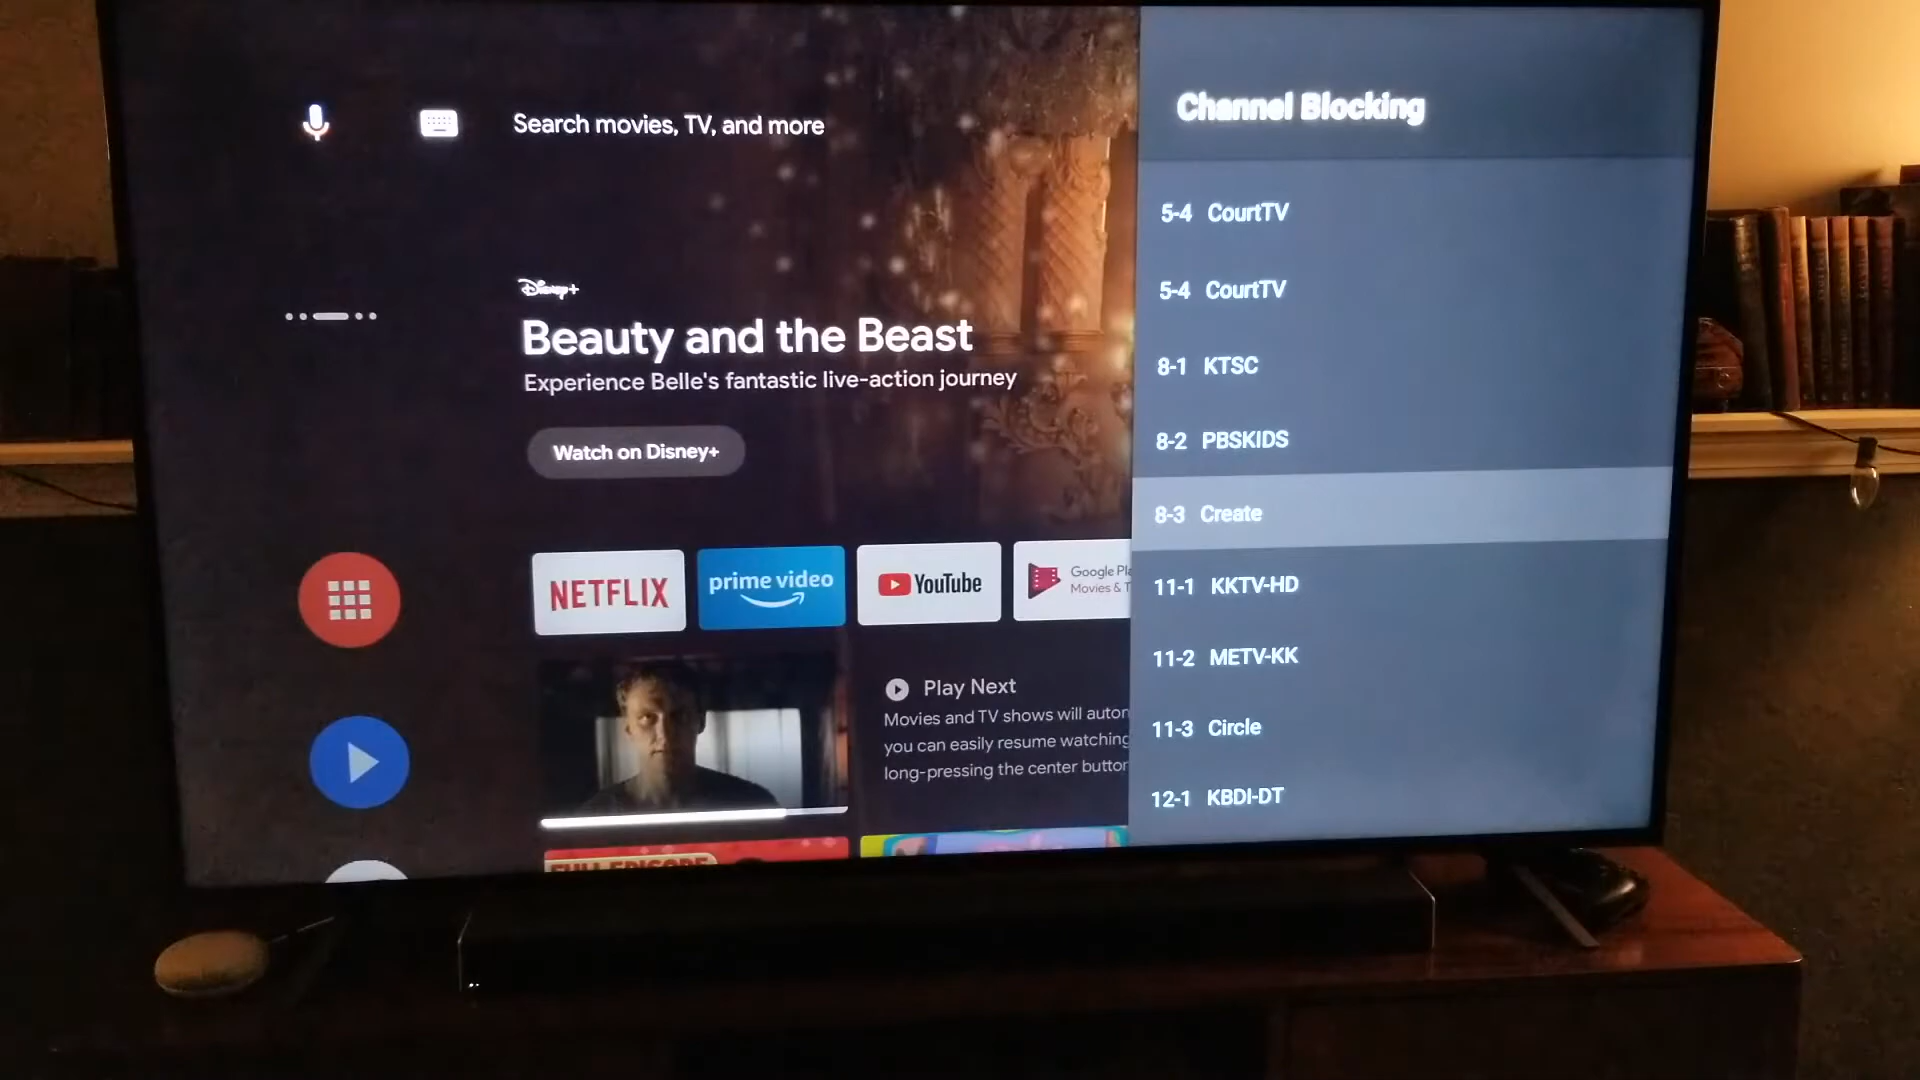 Search movies, TV, and more
Disney+
Beauty and the Beast
Experience Belle's fantastic live-action journey
Watch on Disney+
NETFLIX
prime video
YouTube
Google
Movies & T
Play Next
Movies and TV shows will
you can easily resume watching
long-pressing the center button
FULL EPISODE
Channel Blocking
5-4 CourtTV
5-4 CourtTV
8-1 KTSC
8-2 PBSKIDS
8-3 Create
11-1 KKTV-HD
11-2 METV-KK
11-3 Circle
12-1 KBDI-DT